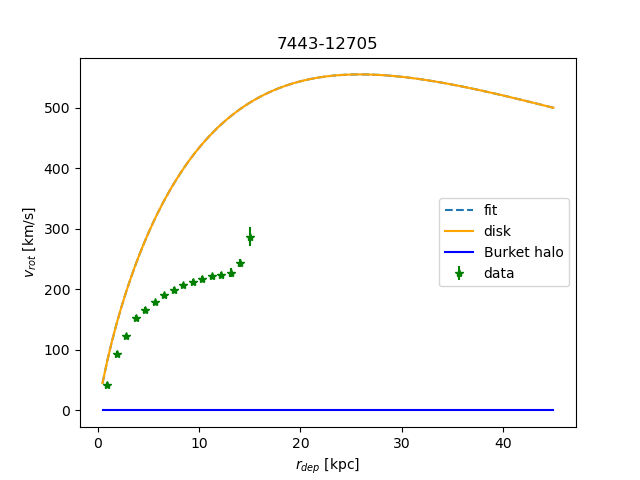 7443-12705
500
400
300
200
100
0
v_rot [km/s]
fit
disk
Burket halo
data
0 10 20 30 40
r_dep [kpc]